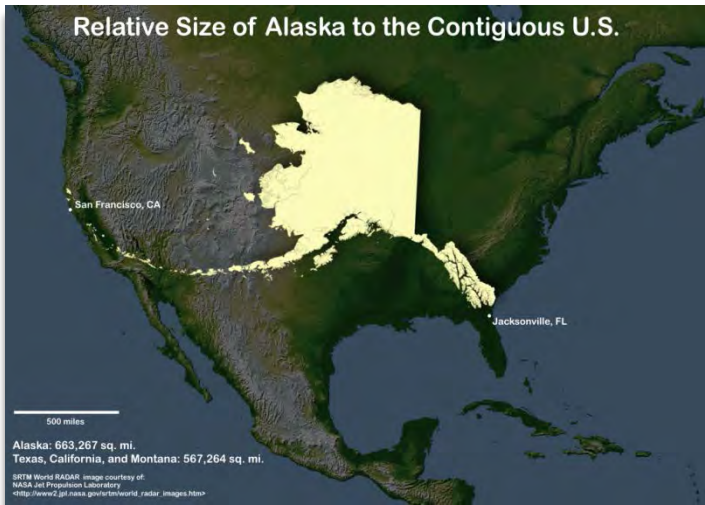 Relative Size of Alaska to the Contiguous U.S.
San Francisco, CA
Jacksonville, FL
500 miles
Alaska: 663,267 sq. mi.
Texas, California, and Montana: 567,264 sq. mi.
SRTM World RADAR image courtesy of:
NASA Jet Propulsion Laboratory
<http://www2.jpl.nasa.gov/srtm/world_radar_images.htm>